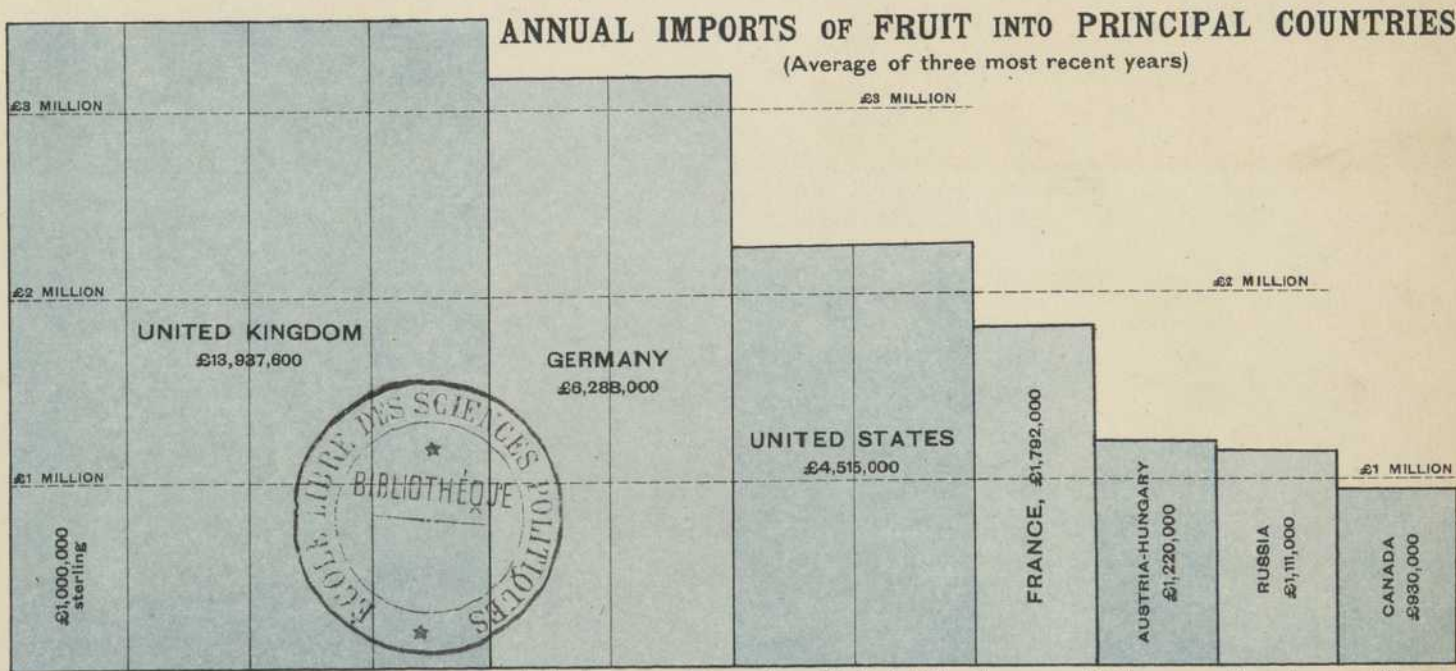 ANNUAL IMPORTS OF FRUIT INTO PRINCIPAL COUNTRIES
(Average of three most recent years)
£3 MILLION
£3 MILLION
£2 MILLION
£2 MILLION
UNITED KINGDOM
£13,937,600
GERMANY
£6,288,000
UNITED STATES
£4,515,000
FRANCE, £1,792,000
£1 MILLION
£1 MILLION
£1,000,000
sterling
AUSTRIA-HUNGARY
£1,220,000
RUSSIA
£1,111,000
CANADA
£930,000
ÉCOLE LIBRE DES SCIENCES POLITIQUES
BIBLIOTHÉQUE